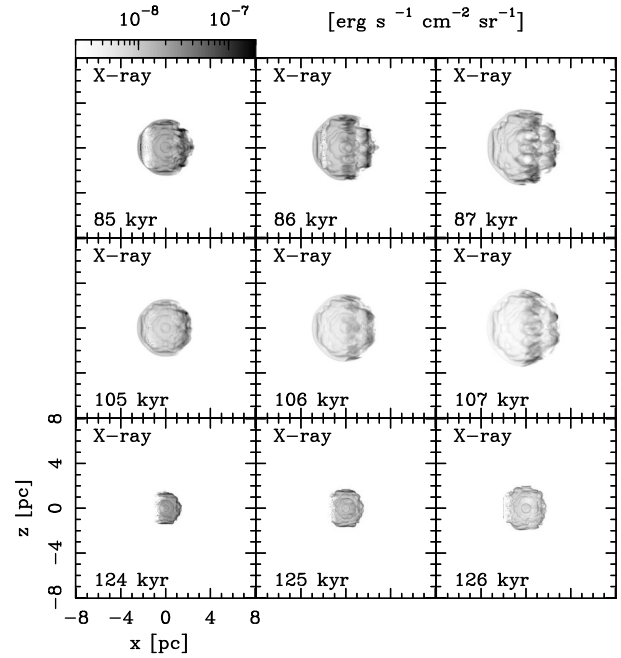 10⁻⁸ 10⁻⁷ [erg s ⁻¹ cm⁻² sr⁻¹]
X-ray X-ray X-ray
85 kyr 86 kyr 87 kyr
X-ray X-ray X-ray
105 kyr 106 kyr 107 kyr
X-ray X-ray X-ray
124 kyr 125 kyr 126 kyr
8
4
0
−4
−8
z [pc]
−8 −4 0 4 8
x [pc]